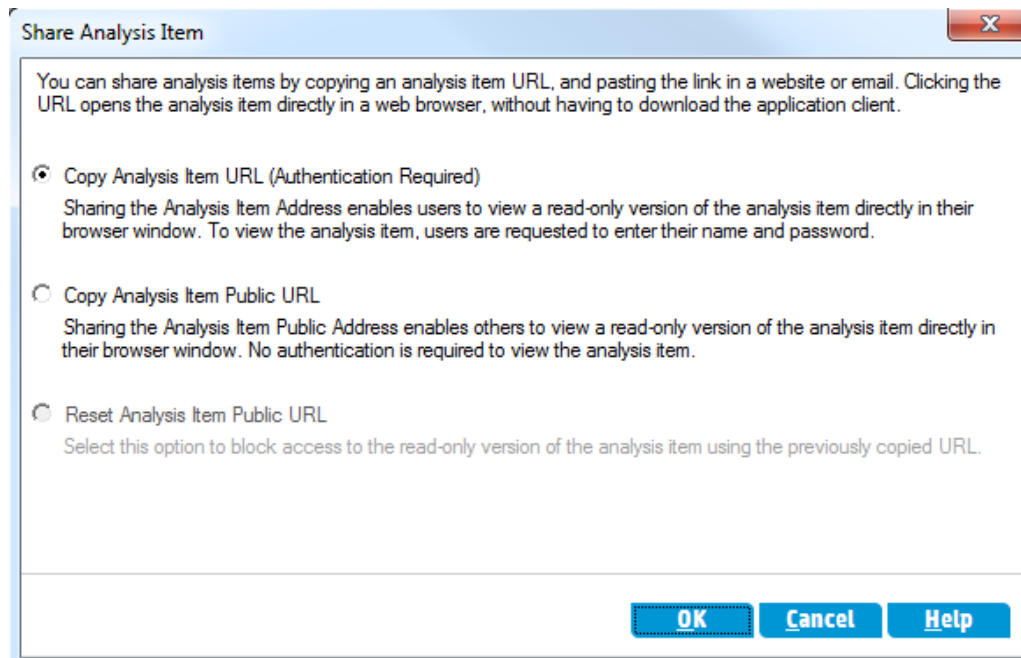 Share Analysis Item
You can share analysis items by copying an analysis item URL, and pasting the link in a website or email. Clicking the
URL opens the analysis item directly in a web browser, without having to download the application client.
Copy Analysis Item URL (Authentication Required)
Sharing the Analysis Item Address enables users to view a read-only version of the analysis item directly in their
browser window. To view the analysis item, users are requested to enter their name and password.
Copy Analysis Item Public URL
Sharing the Analysis Item Public Address enables others to view a read-only version of the analysis item directly in
their browser window. No authentication is required to view the analysis item.
Reset Analysis Item Public URL
Select this option to block access to the read-only version of the analysis item using the previously copied URL.
OK Cancel Help